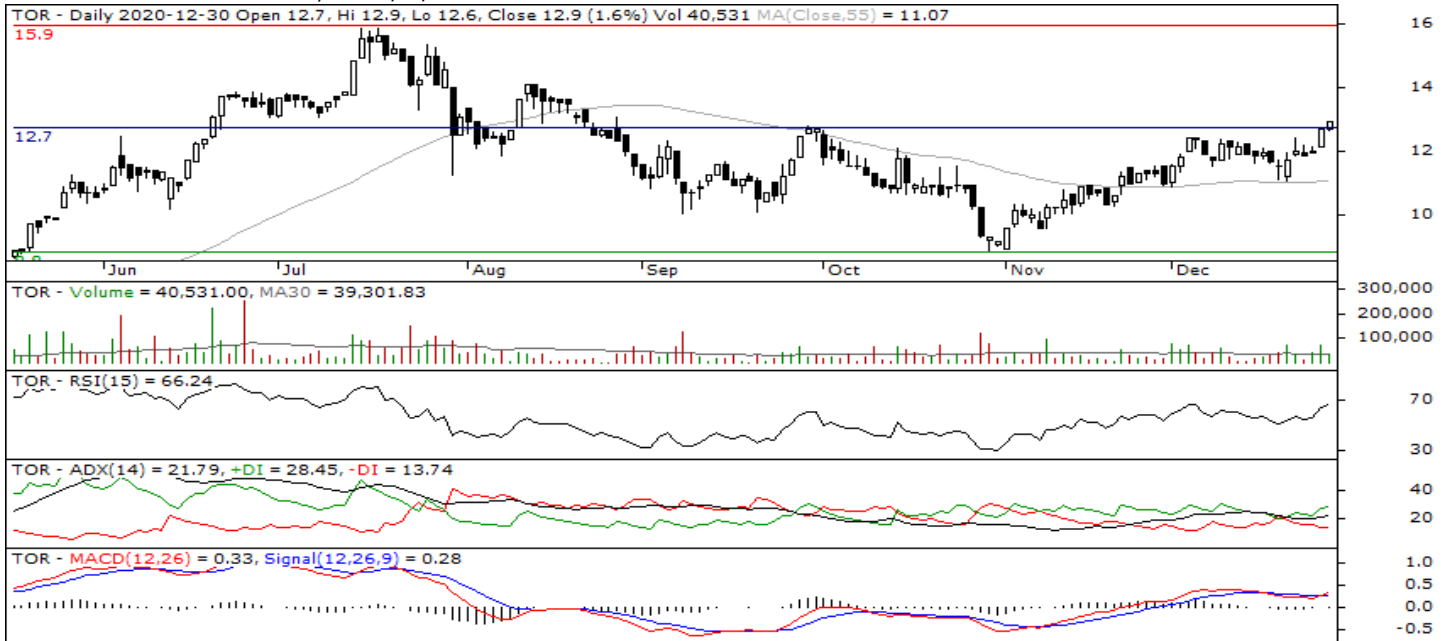 TOR - Daily 2020-12-30 Open 12.7, Hi 12.9, Lo 12.6, Close 12.9 (1.6%) Vol 40,531 MA(Close,55) = 11.07
16
15.9
14
12.7
12
10
Jun Jul Aug Sep Oct Nov Dec
TOR - Volume = 40,531.00, MA30 = 39,301.83
300,000
200,000
100,000
TOR - RSI(15) = 66.24
70
30
TOR - ADX(14) = 21.79, +DI = 28.45, -DI = 13.74
40
20
TOR - MACD(12,26) = 0.33, Signal(12,26,9) = 0.28
1.0
0.5
0.0
-0.5